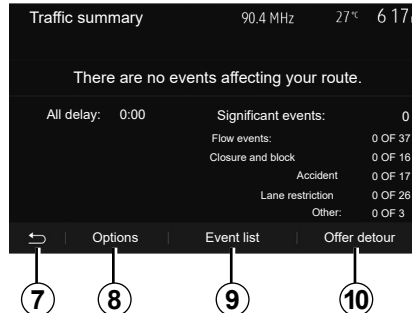 Traffic summary 90.4 MHz 27°C 6 17
There are no events affecting your route.
All delay: 0:00 Significant events: 0
Flow events: 0 OF 37
Closure and block 0 OF 16
Accident 0 OF 17
Lane restriction 0 OF 26
Other: 0 OF 3
Options Event list Offer detour
7 8 9 10